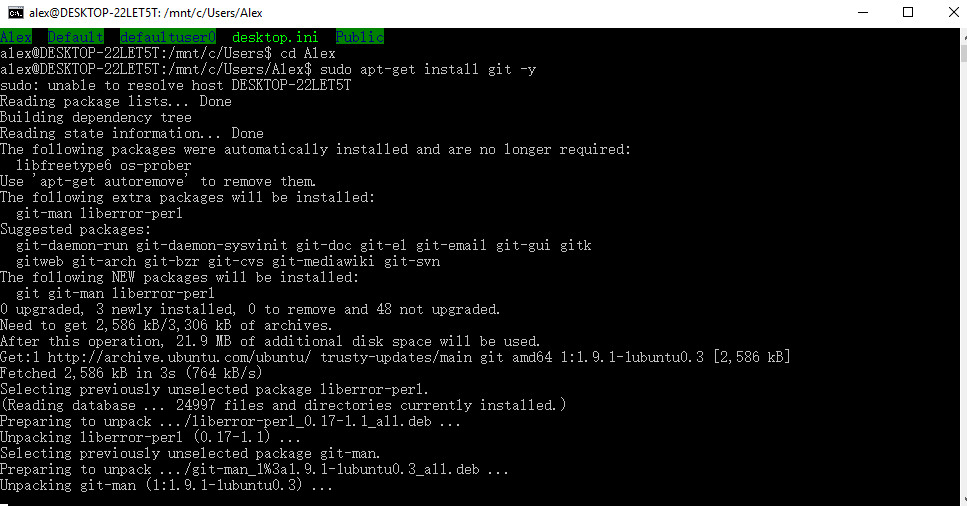 alex@DESKTOP-22LET5T: /mnt/c/Users/Alex
Alex  Default  defaultuser0  desktop.ini  Public
alex@DESKTOP-22LET5T:/mnt/c/Users$ cd Alex
alex@DESKTOP-22LET5T:/mnt/c/Users/Alex$ sudo apt-get install git -y
sudo: unable to resolve host DESKTOP-22LET5T
Reading package lists... Done
Building dependency tree
Reading state information... Done
The following packages were automatically installed and are no longer required:
  libfreetype6 os-prober
Use 'apt-get autoremove' to remove them.
The following extra packages will be installed:
  git-man liberror-perl
Suggested packages:
  git-daemon-run git-daemon-sysvinit git-doc git-el git-email git-gui gitk
  gitweb git-arch git-bzr git-cvs git-mediawiki git-svn
The following NEW packages will be installed:
  git git-man liberror-perl
0 upgraded, 3 newly installed, 0 to remove and 48 not upgraded.
Need to get 2,586 kB/3,306 kB of archives.
After this operation, 21.9 MB of additional disk space will be used.
Get:1 http://archive.ubuntu.com/ubuntu/ trusty-updates/main git amd64 1:1.9.1-1ubuntu0.3 [2,586 kB]
Fetched 2,586 kB in 3s (764 kB/s)
Selecting previously unselected package liberror-perl.
(Reading database ... 24997 files and directories currently installed.)
Preparing to unpack .../liberror-perl_0.17-1.1_all.deb ...
Unpacking liberror-perl (0.17-1.1) ...
Selecting previously unselected package git-man.
Preparing to unpack .../git-man_1%3a1.9.1-1ubuntu0.3_all.deb ...
Unpacking git-man (1:1.9.1-1ubuntu0.3) ...